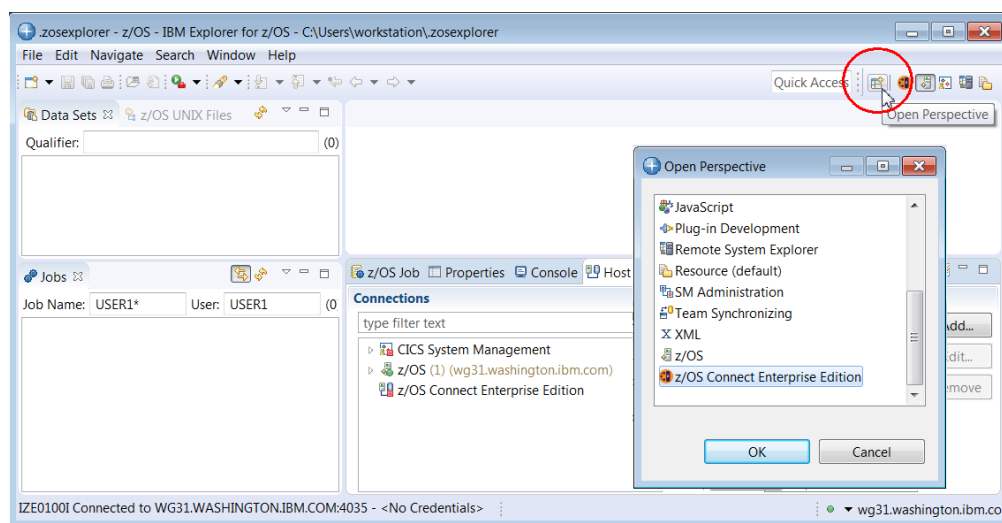 .zosexplorer - z/OS - IBM Explorer for z/OS - C:\Users\workstation\.zosexplorer
File Edit Navigate Search Window Help
Quick Access
Open Perspective
Data Sets z/OS UNIX Files
Qualifier: (0)
Open Perspective
JavaScript
Plug-in Development
Remote System Explorer
Resource (default)
SM Administration
Team Synchronizing
XML
z/OS
z/OS Connect Enterprise Edition
OK Cancel
Jobs
Job Name: USER1* User: USER1 (0
z/OS Job Properties Console Host
Connections
type filter text
CICS System Management
z/OS (1) (wg31.washington.ibm.com)
z/OS Connect Enterprise Edition
dd...
dit...
move
IZE0100I Connected to WG31.WASHINGTON.IBM.COM:4035 - <No Credentials>
wg31.washington.ibm.co